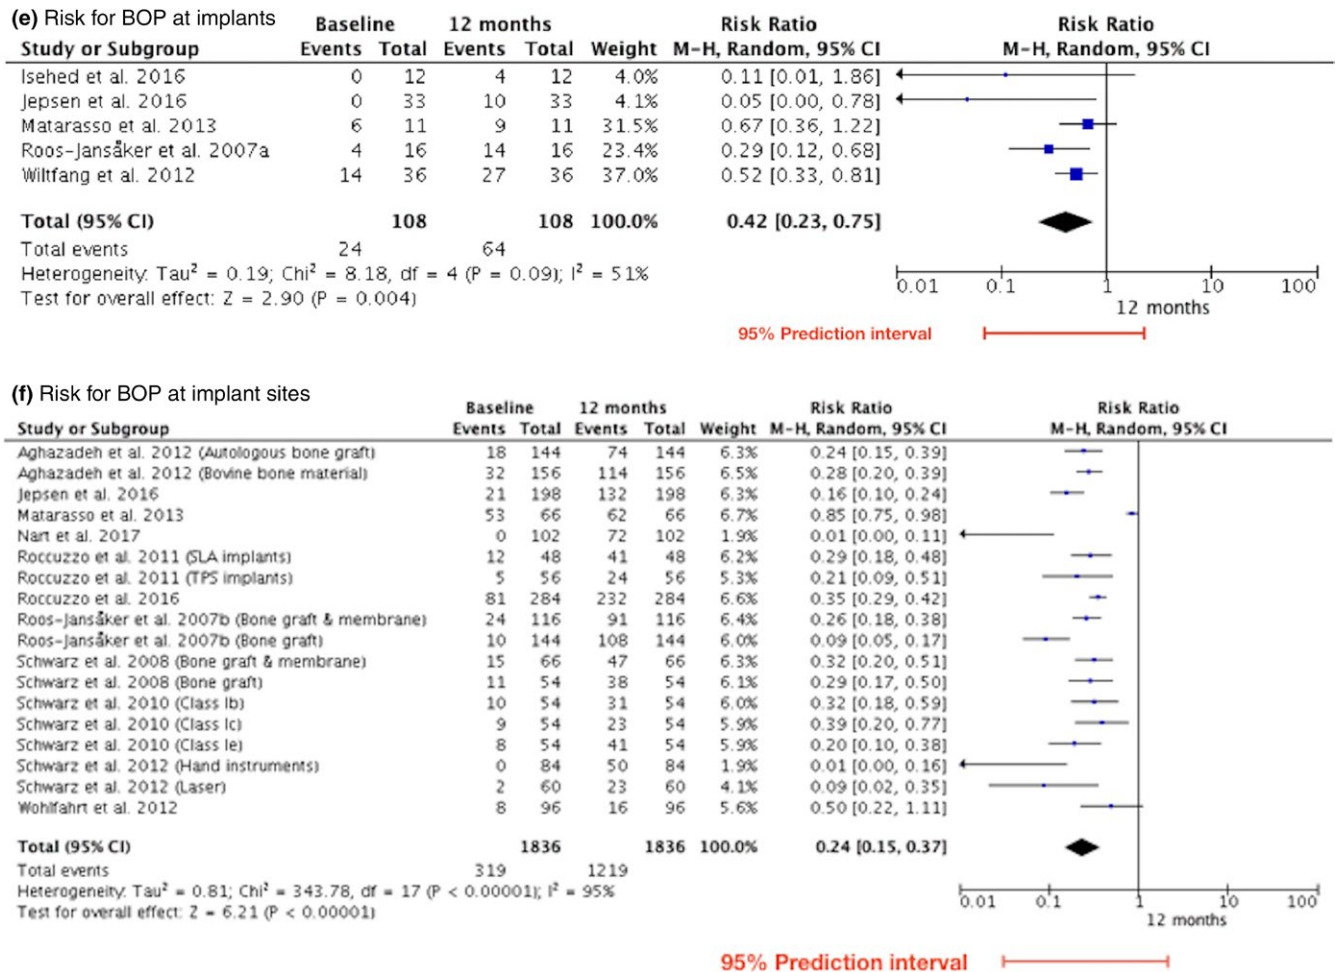 (e) Risk for BOP at implants
Baseline 12 months Risk Ratio Risk Ratio
Study or Subgroup Events Total Events Total Weight M-H, Random, 95% CI M-H, Random, 95% CI
Isehed et al. 2016 0 12 4 12 4.0% 0.11 [0.01, 1.86]
Jepsen et al. 2016 0 33 10 33 4.1% 0.05 [0.00, 0.78]
Matarasso et al. 2013 6 11 9 11 31.5% 0.67 [0.36, 1.22]
Roos-Jansåker et al. 2007a 4 16 14 16 23.4% 0.29 [0.12, 0.68]
Wiltfang et al. 2012 14 36 27 36 37.0% 0.52 [0.33, 0.81]
Total (95% CI) 108 108 100.0% 0.42 [0.23, 0.75]
Total events 24 64
Heterogeneity: Tau² = 0.19; Chi² = 8.18, df = 4 (P = 0.09); I² = 51%
Test for overall effect: Z = 2.90 (P = 0.004)
0.01 0.1 1 10 100
12 months
95% Prediction interval
(f) Risk for BOP at implant sites
Baseline 12 months Risk Ratio Risk Ratio
Study or Subgroup Events Total Events Total Weight M-H, Random, 95% CI M-H, Random, 95% CI
Aghazadeh et al. 2012 (Autologous bone graft) 18 144 74 144 6.3% 0.24 [0.15, 0.39]
Aghazadeh et al. 2012 (Bovine bone material) 32 156 114 156 6.5% 0.28 [0.20, 0.39]
Jepsen et al. 2016 21 198 132 198 6.3% 0.16 [0.10, 0.24]
Matarasso et al. 2013 53 66 62 66 6.7% 0.85 [0.75, 0.98]
Nart et al. 2017 0 102 72 102 1.9% 0.01 [0.00, 0.11]
Roccuzzo et al. 2011 (SLA implants) 12 48 41 48 6.2% 0.29 [0.18, 0.48]
Roccuzzo et al. 2011 (TPS implants) 5 56 24 56 5.3% 0.21 [0.09, 0.51]
Roccuzzo et al. 2016 81 284 232 284 6.6% 0.35 [0.29, 0.42]
Roos-Jansåker et al. 2007b (Bone graft & membrane) 24 116 91 116 6.4% 0.26 [0.18, 0.38]
Roos-Jansåker et al. 2007b (Bone graft) 10 144 108 144 6.0% 0.09 [0.05, 0.17]
Schwarz et al. 2008 (Bone graft & membrane) 15 66 47 66 6.3% 0.32 [0.20, 0.51]
Schwarz et al. 2008 (Bone graft) 11 54 38 54 6.1% 0.29 [0.17, 0.50]
Schwarz et al. 2010 (Class Ib) 10 54 31 54 6.0% 0.32 [0.18, 0.59]
Schwarz et al. 2010 (Class Ic) 9 54 23 54 5.9% 0.39 [0.20, 0.77]
Schwarz et al. 2010 (Class Ie) 8 54 41 54 5.9% 0.20 [0.10, 0.38]
Schwarz et al. 2012 (Hand instruments) 0 84 50 84 1.9% 0.01 [0.00, 0.16]
Schwarz et al. 2012 (Laser) 2 60 23 60 4.1% 0.09 [0.02, 0.35]
Wohlfahrt et al. 2012 8 96 16 96 5.6% 0.50 [0.22, 1.11]
Total (95% CI) 1836 1836 100.0% 0.24 [0.15, 0.37]
Total events 319 1219
Heterogeneity: Tau² = 0.81; Chi² = 343.78, df = 17 (P < 0.00001); I² = 95%
Test for overall effect: Z = 6.21 (P < 0.00001)
0.01 0.1 1 10 100
12 months
95% Prediction interval